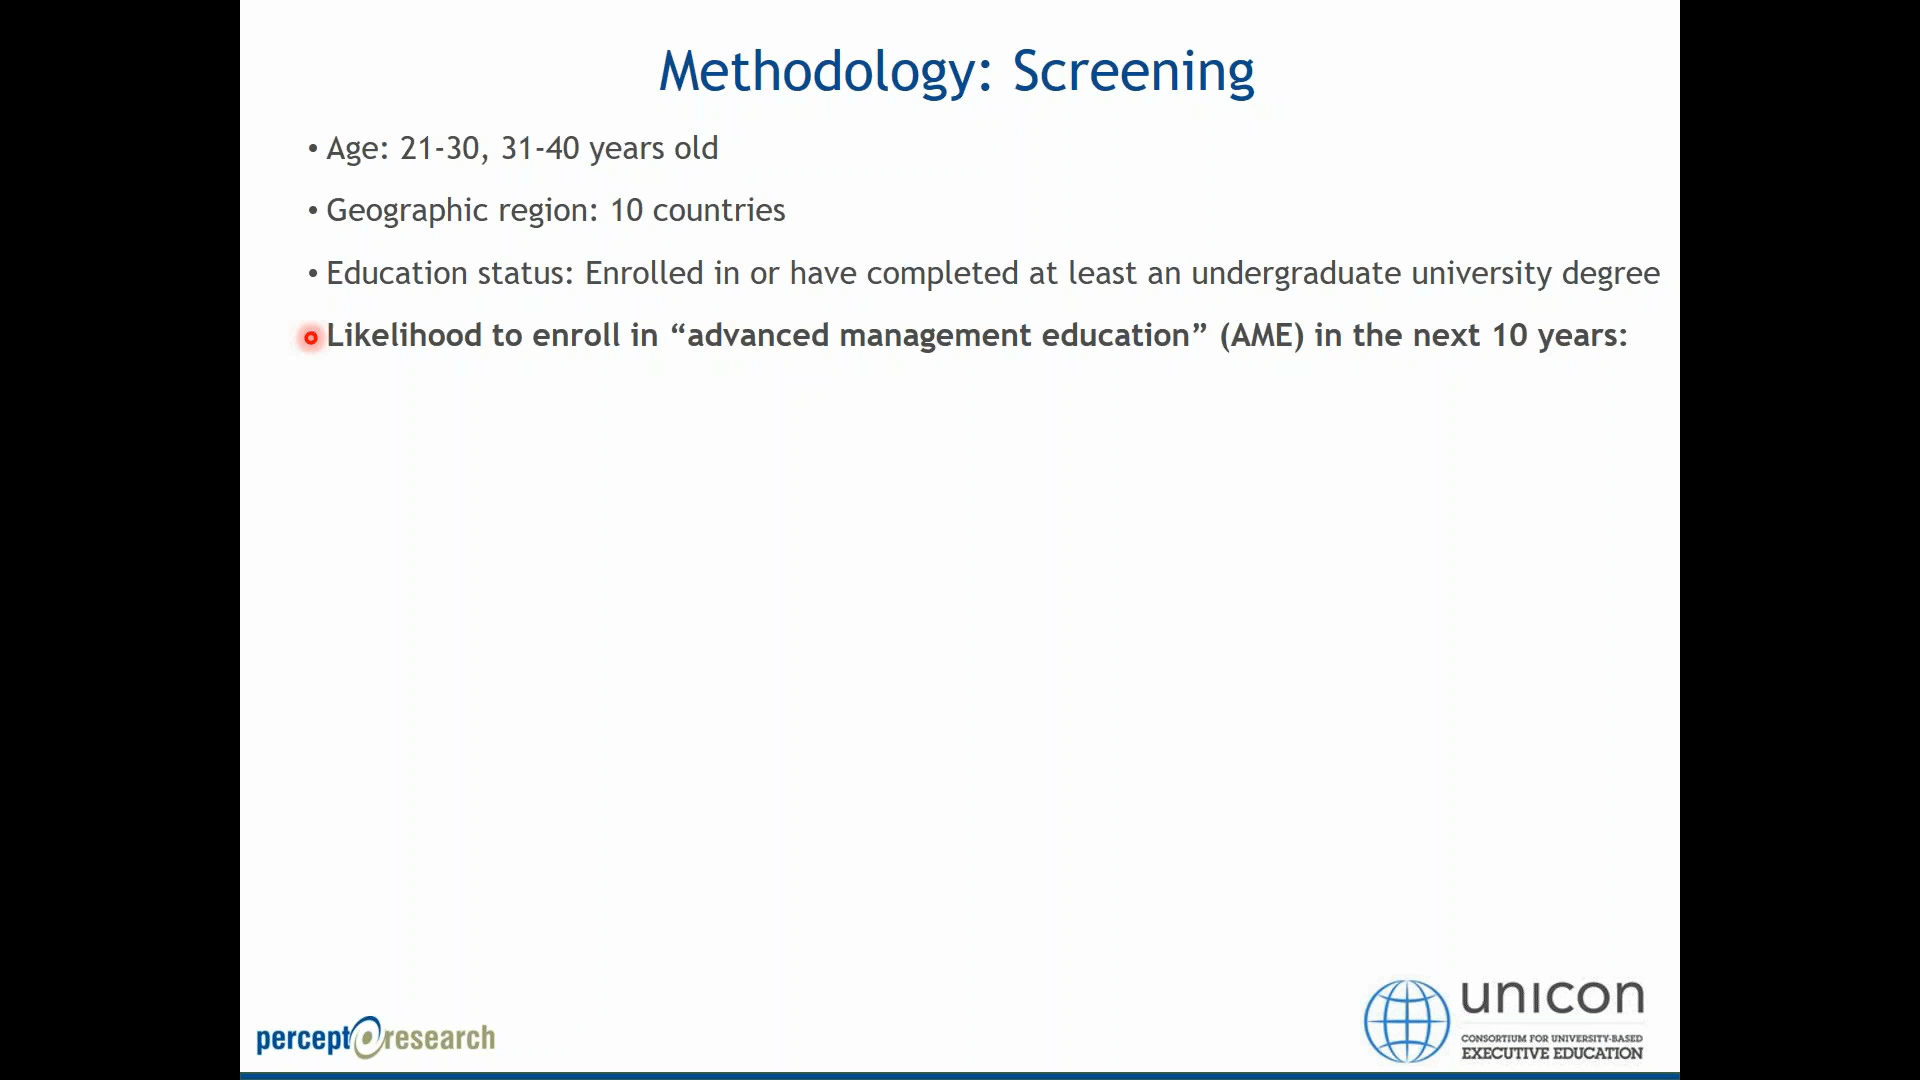 Methodology: Screening
• Age: 21-30, 31-40 years old
• Geographic region: 10 countries
• Education status: Enrolled in or have completed at least an undergraduate university degree
Likelihood to enroll in “advanced management education” (AME) in the next 10 years:
percept research
unicon
CONSORTIUM FOR UNIVERSITY-BASED
EXECUTIVE EDUCATION